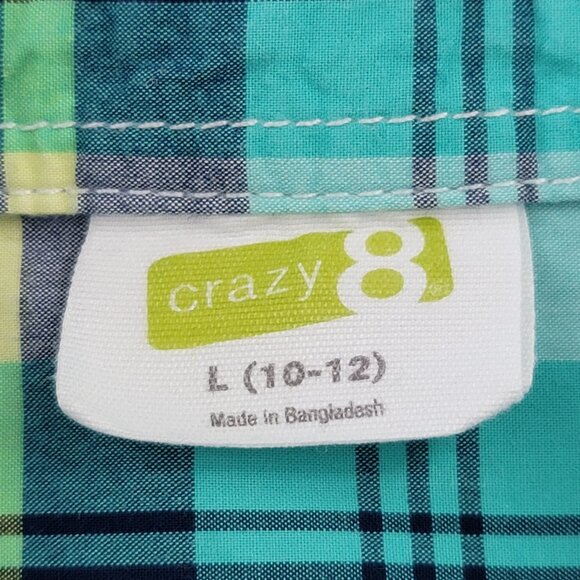 crazy 8
L (10-12)
Made in Bangladesh